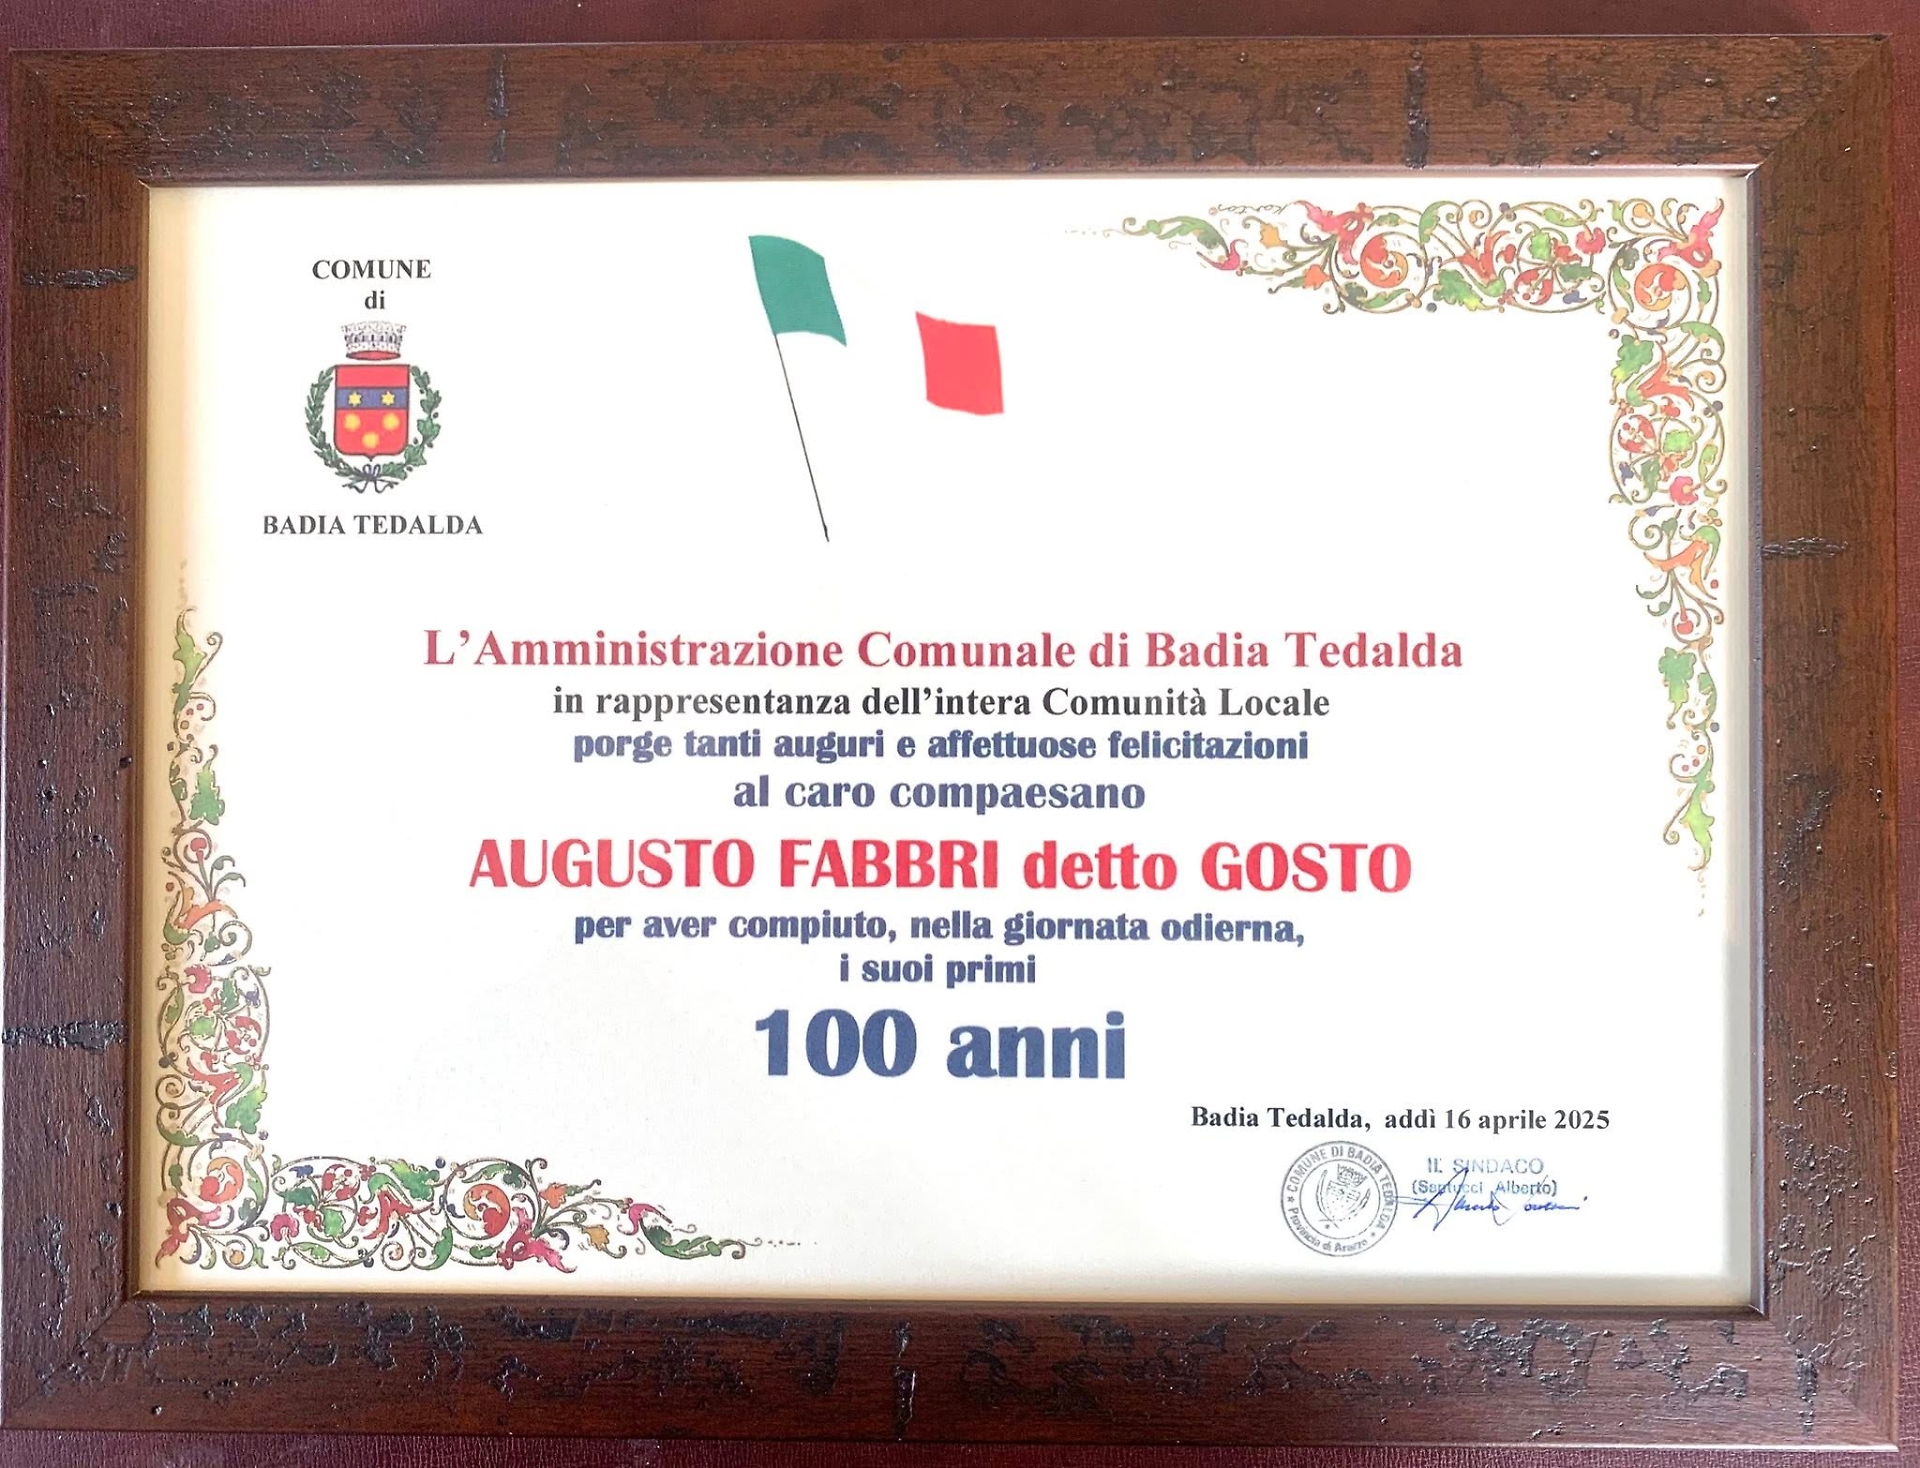 COMUNE
di
BADIA TEDALDA
L’Amministrazione Comunale di Badia Tedalda
in rappresentanza dell’intera Comunità Locale
porge tanti auguri e affettuose felicitazioni
al caro compaesano
AUGUSTO FABBRI detto GOSTO
per aver compiuto, nella giornata odierna,
i suoi primi
100 anni
Badia Tedalda, addì 16 aprile 2025
COMUNE DI BADIA TEDALDA
Provincia di Arezzo
IL SINDACO
(Santucci Alberto)